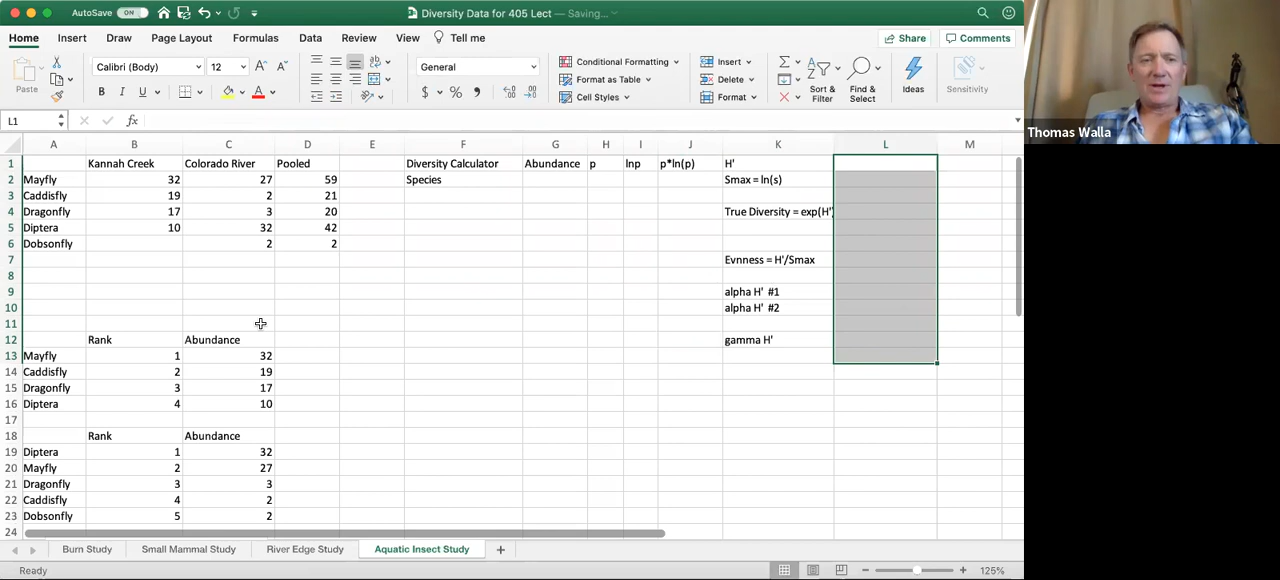 AutoSave ON Diversity Data for 405 Lect — Saving...
Home Insert Draw Page Layout Formulas Data Review View Tell me Share Comments
Paste Calibri (Body) 12 A A General Conditional Formatting Insert Sort & Filter Find & Select Ideas Sensitivity
B I U A $ % Format as Table Delete
Cell Styles Format
L1 fx
A B C D E F G H I J K L M
1 Kannah Creek Colorado River Pooled Diversity Calculator Abundance p lnp p*ln(p) H'
2 Mayfly 32 27 59 Species Smax = ln(s)
3 Caddisfly 19 2 21
4 Dragonfly 17 3 20 True Diversity = exp(H')
5 Diptera 10 32 42
6 Dobsonfly 2 2
7 Evnness = H'/Smax
8
9 alpha H' #1
10 alpha H' #2
11
12 Rank Abundance gamma H'
13 Mayfly 1 32
14 Caddisfly 2 19
15 Dragonfly 3 17
16 Diptera 4 10
17
18 Rank Abundance
19 Diptera 1 32
20 Mayfly 2 27
21 Dragonfly 3 3
22 Caddisfly 4 2
23 Dobsonfly 5 2
24
Burn Study Small Mammal Study River Edge Study Aquatic Insect Study +
Ready 125%
Thomas Walla